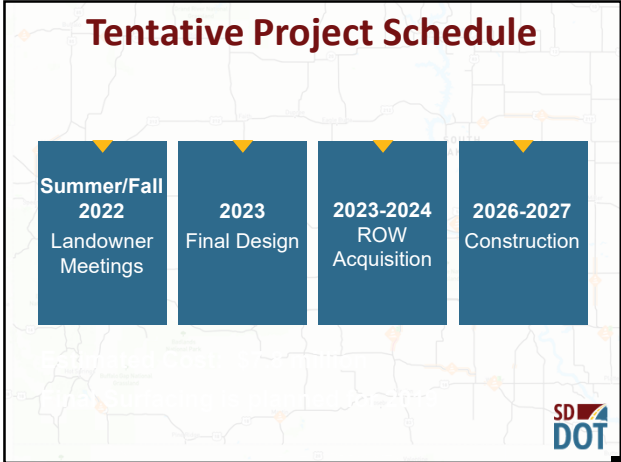 Tentative Project Schedule
Summer/Fall
2022
Landowner
Meetings
2023
Final Design
2023-2024
ROW
Acquisition
2026-2027
Construction
SD
DOT